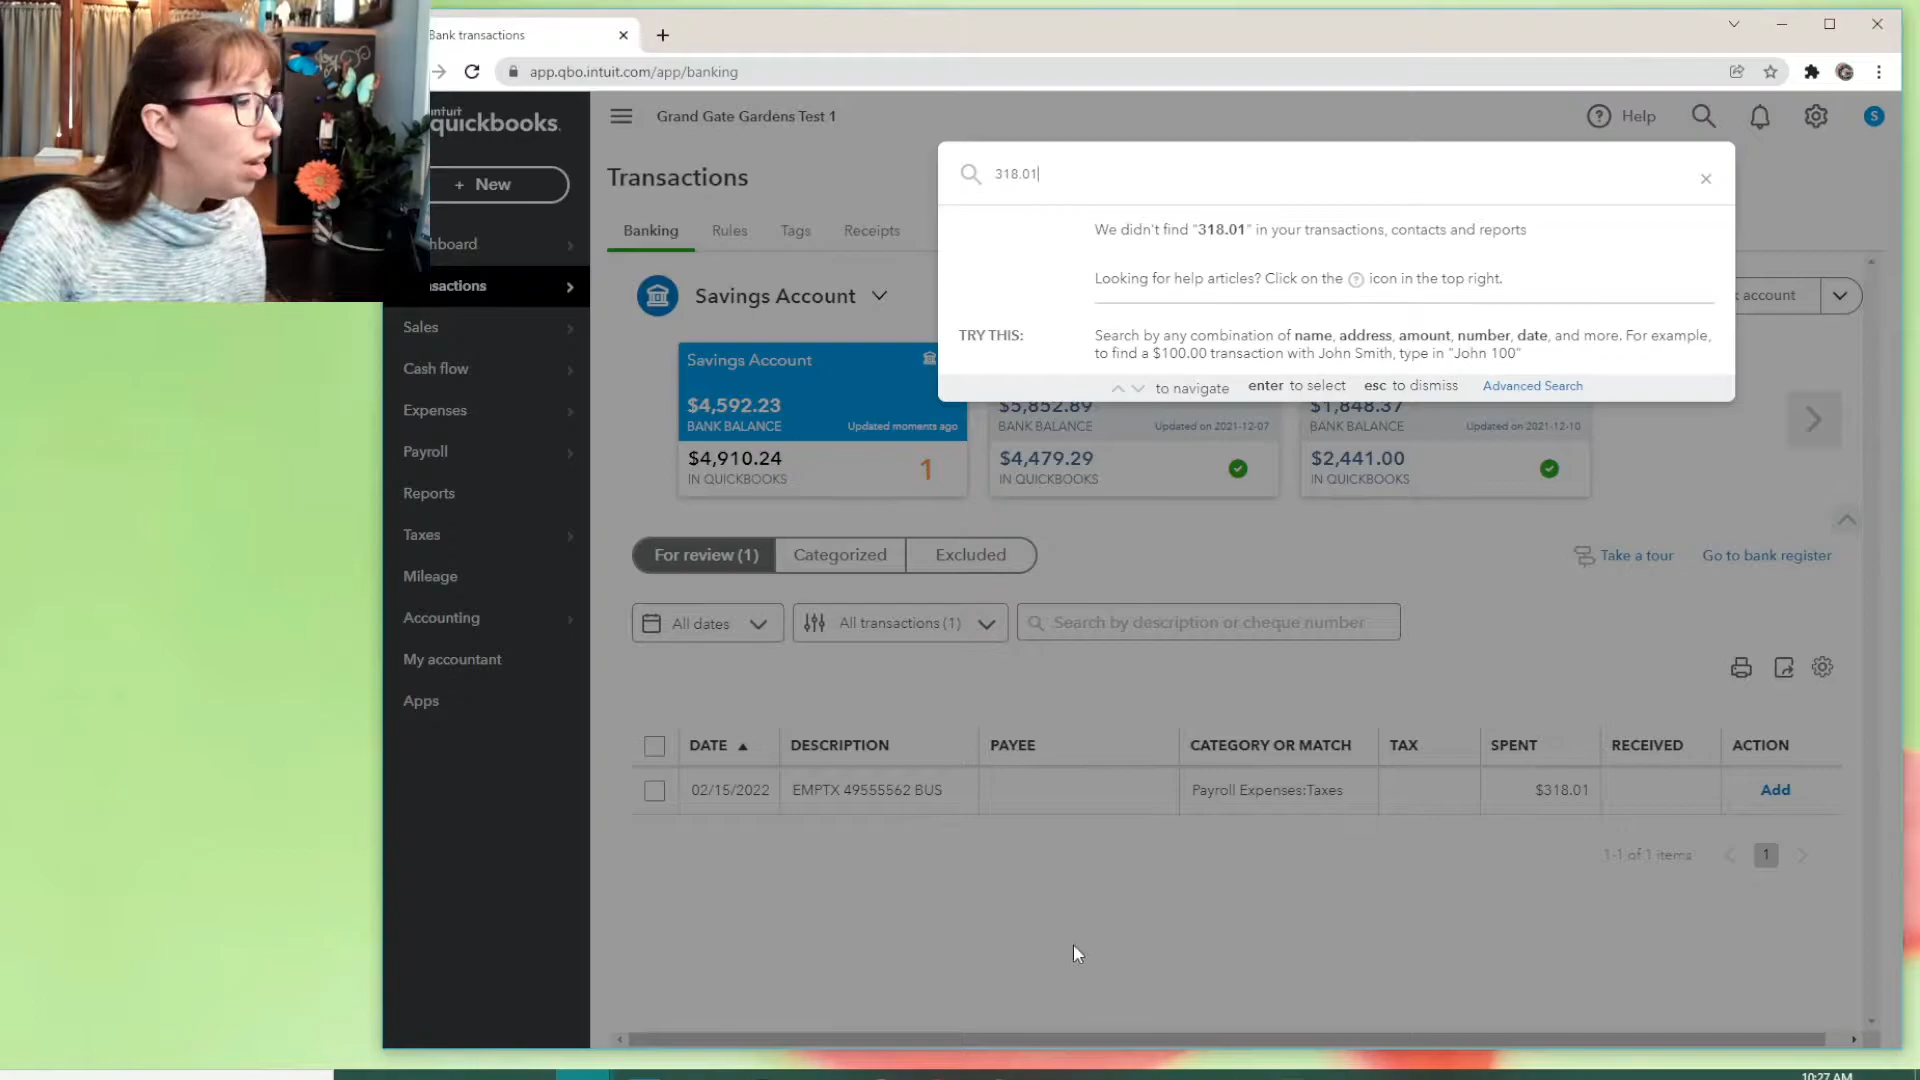 Bank transactions
app.qbo.intuit.com/app/banking
intuit
quickbooks.
+ New
hboard
nsactions
Sales
Cash flow
Expenses
Payroll
Reports
Taxes
Mileage
Accounting
My accountant
Apps
Grand Gate Gardens Test 1
Help
S
Transactions
Banking
Rules
Tags
Receipts
318.01
We didn't find "318.01" in your transactions, contacts and reports
Looking for help articles? Click on the ? icon in the top right.
TRY THIS:
Search by any combination of name, address, amount, number, date, and more. For example,
to find a $100.00 transaction with John Smith, type in "John 100"
to navigate enter to select esc to dismiss Advanced Search
Savings Account
k account
Savings Account
$4,592.23
BANK BALANCE Updated moments ago
$4,910.24 1
IN QUICKBOOKS
$5,852.89
BANK BALANCE Updated on 2021-12-07
$4,479.29
IN QUICKBOOKS
$1,848.37
BANK BALANCE Updated on 2021-12-10
$2,441.00
IN QUICKBOOKS
For review (1) Categorized Excluded
Take a tour Go to bank register
All dates All transactions (1) Search by description or cheque number
DATE DESCRIPTION PAYEE CATEGORY OR MATCH TAX SPENT RECEIVED ACTION
02/15/2022 EMPTX 49555562 BUS Payroll Expenses:Taxes $318.01 Add
1-1 of 1 items 1
10:27 AM